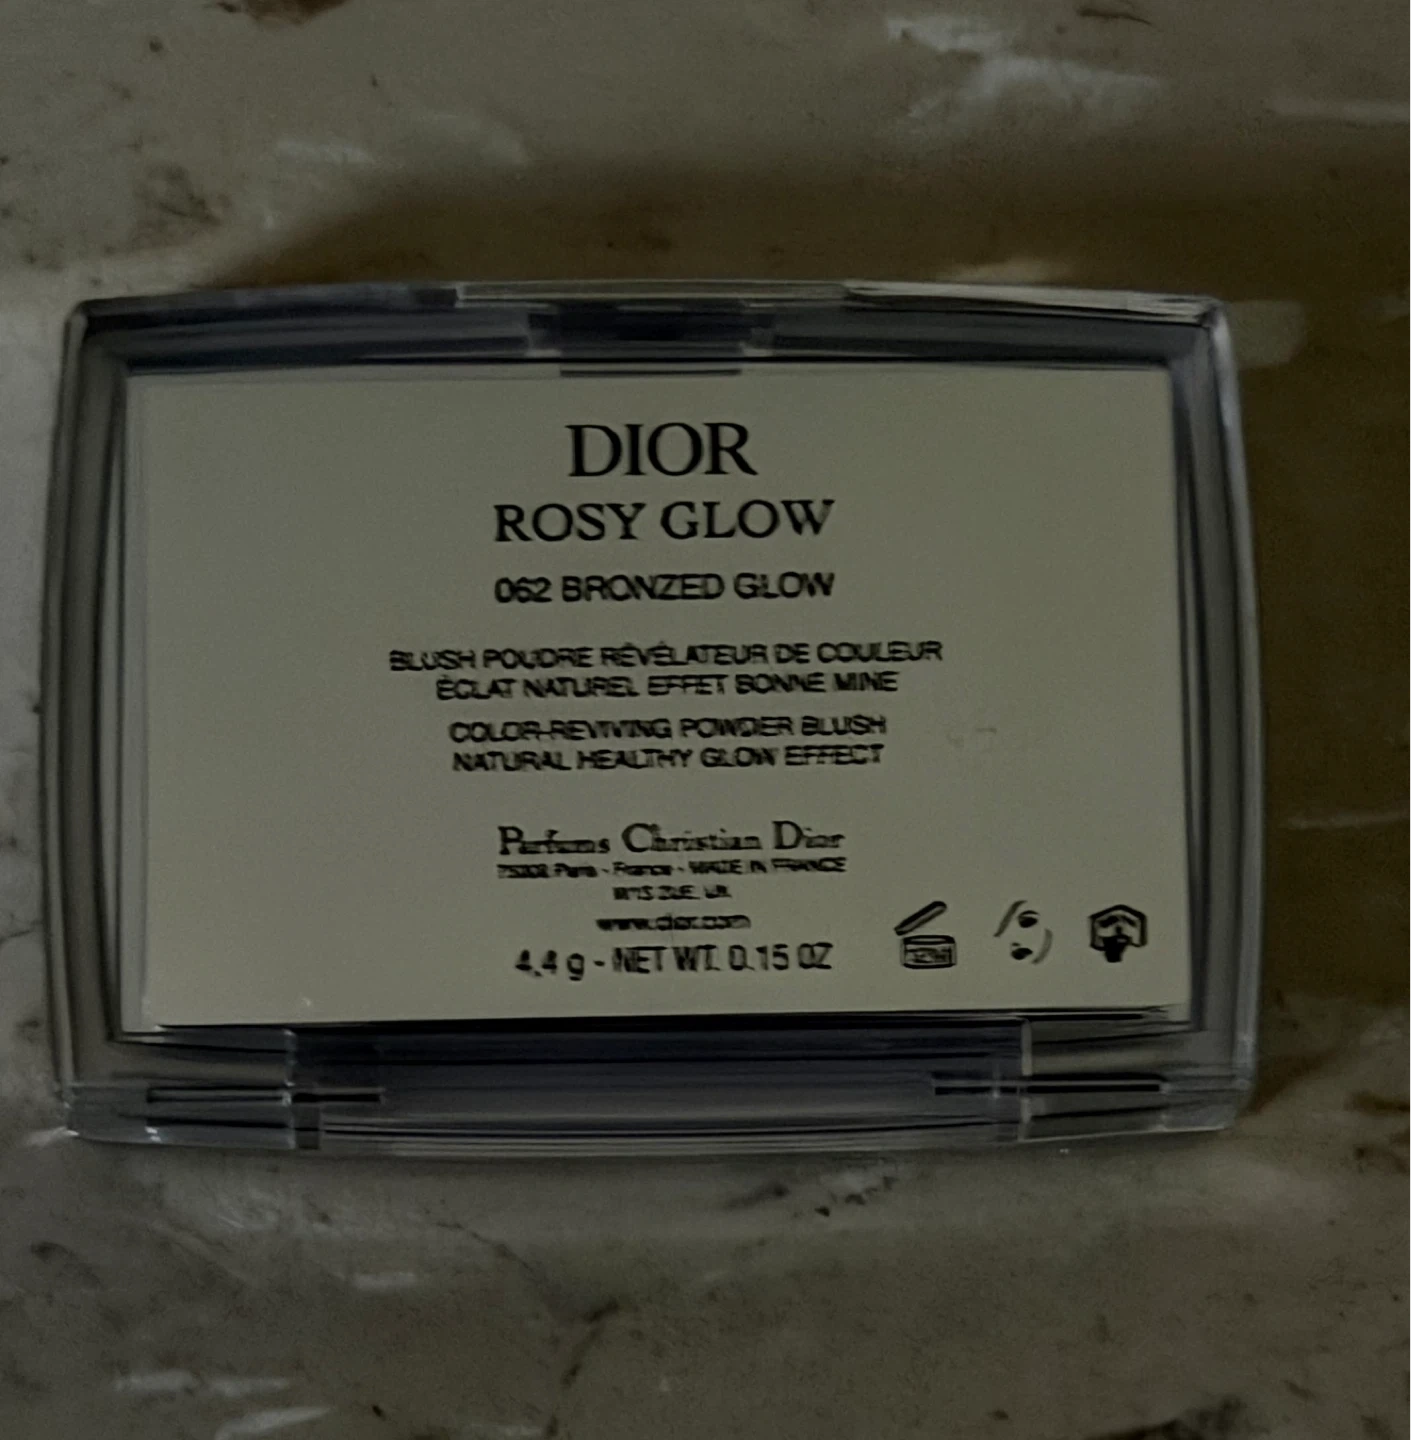 DIOR
ROSY GLOW
062 BRONZED GLOW
BLUSH POUDRE RÉVÉLATEUR DE COULEUR
ÉCLAT NATUREL EFFET BONNE MINE
COLOR-REVIVING POWDER BLUSH
NATURAL HEALTHY GLOW EFFECT
Parfums Christian Dior
Paris - France - MADE IN FRANCE
www.dior.com
4.4 g - NET WT. 0.15 OZ